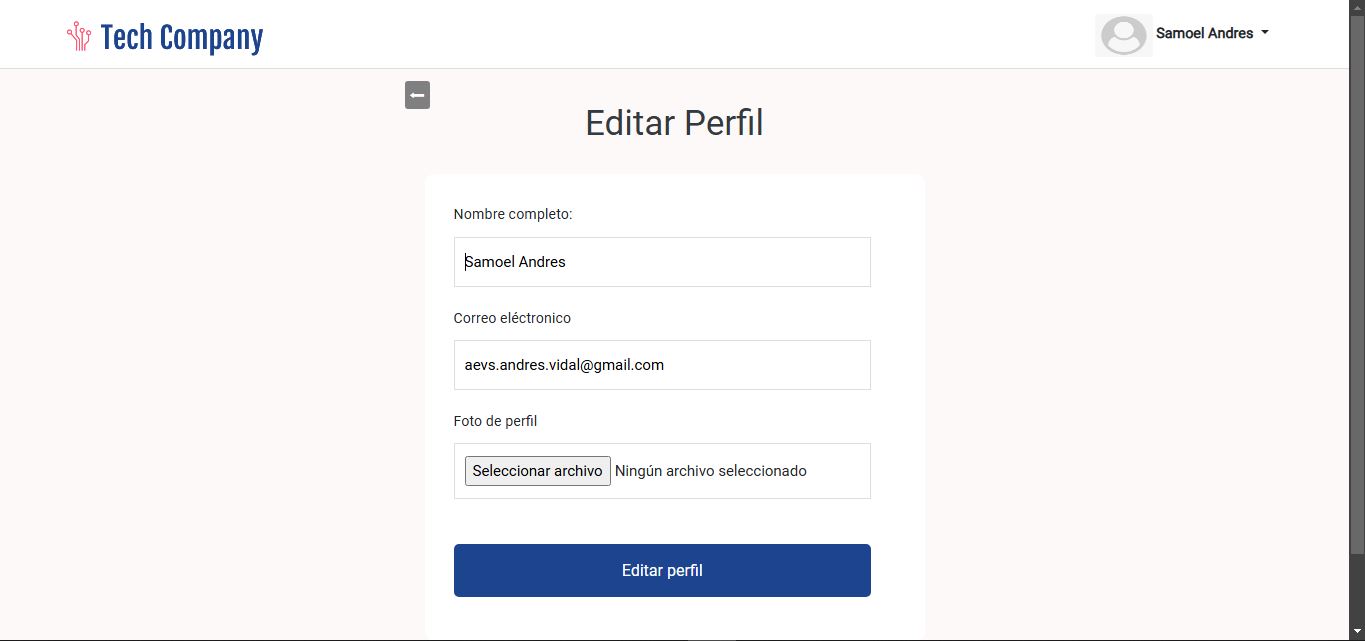 Tech Company
Samoel Andres
Editar Perfil
Nombre completo:
Samoel Andres
Correo eléctronico
aevs.andres.vidal@gmail.com
Foto de perfil
Seleccionar archivo Ningún archivo seleccionado
Editar perfil